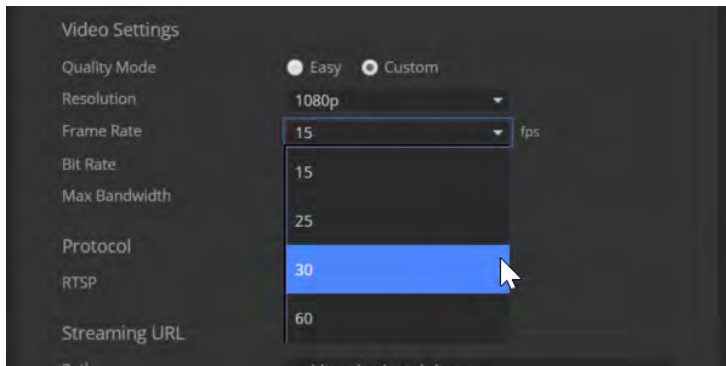 Video Settings
Quality Mode Easy Custom
Resolution 1080p
Frame Rate 15 fps
Bit Rate 15
Max Bandwidth
25
Protocol
30
RTSP
60
Streaming URL